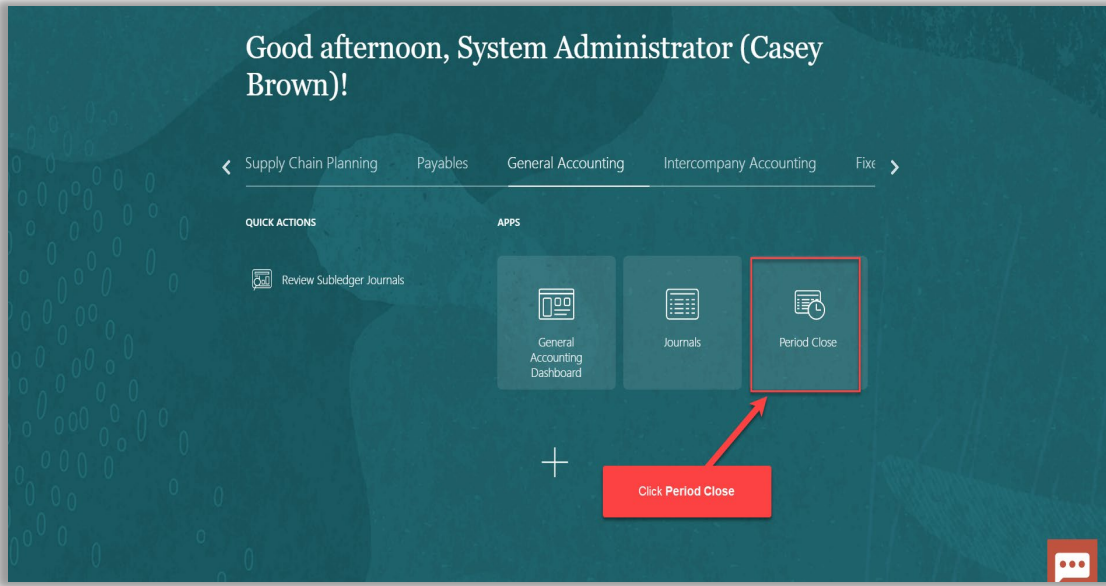 Good afternoon, System Administrator (Casey
Brown)!
Supply Chain Planning Payables General Accounting Intercompany Accounting Fixe
QUICK ACTIONS APPS
Review Subledger Journals
General
Accounting
Dashboard
Journals
Period Close
Click Period Close